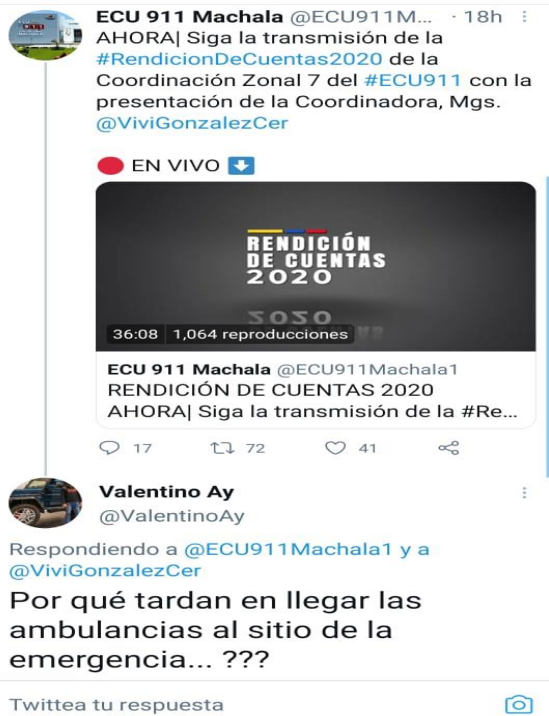 ECU 911 Machala @ECU911M... · 18h
AHORA| Siga la transmisión de la
#RendicionDeCuentas2020 de la
Coordinación Zonal 7 del #ECU911 con la
presentación de la Coordinadora, Mgs.
@ViviGonzalezCer
EN VIVO
RENDICIÓN
DE CUENTAS
2020
36:08 1,064 reproducciones
ECU 911 Machala @ECU911Machala1
RENDICIÓN DE CUENTAS 2020
AHORA| Siga la transmisión de la #Re...
17 72 41
Valentino Ay
@ValentinoAy
Respondiendo a @ECU911Machala1 y a
@ViviGonzalezCer
Por qué tardan en llegar las
ambulancias al sitio de la
emergencia... ???
Twittea tu respuesta